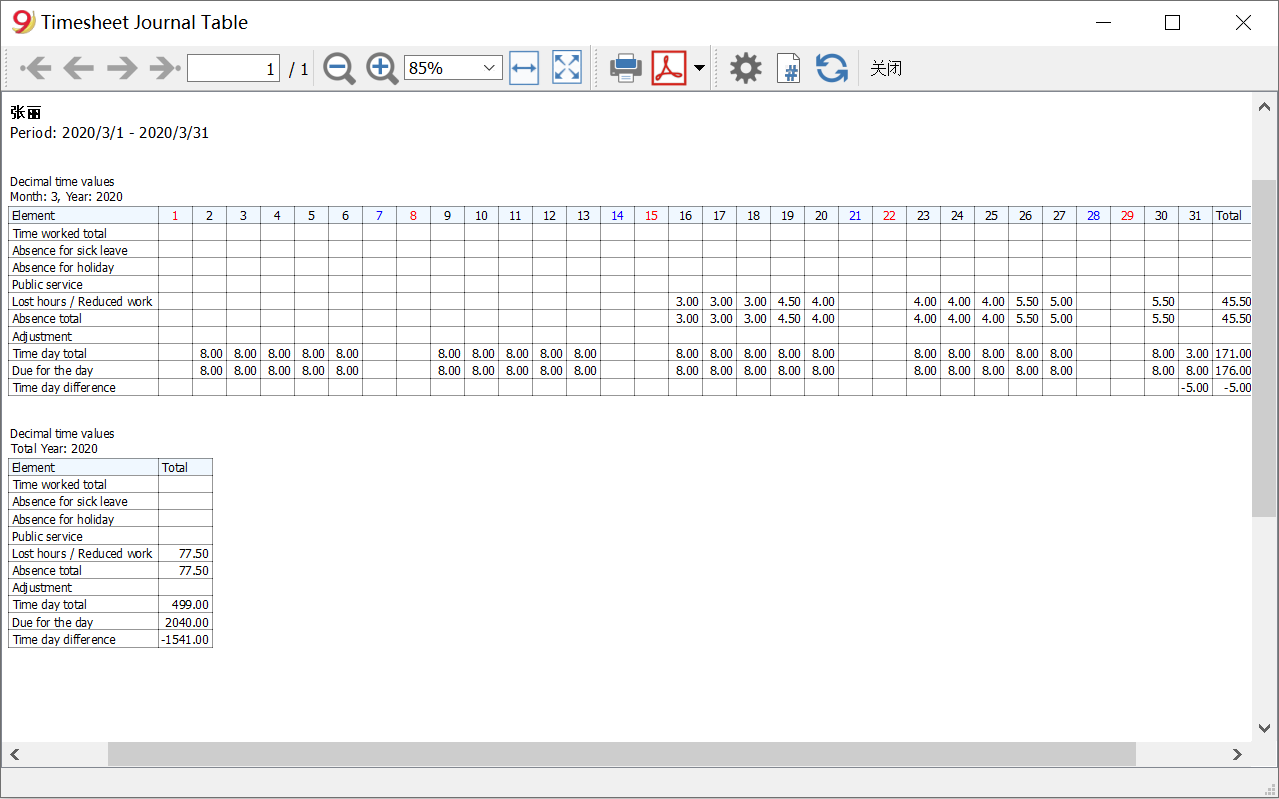 Timesheet Journal Table
1 / 1 85% 关闭
张丽
Period: 2020/3/1 - 2020/3/31
Decimal time values
Month: 3, Year: 2020
Element 1 2 3 4 5 6 7 8 9 10 11 12 13 14 15 16 17 18 19 20 21 22 23 24 25 26 27 28 29 30 31 Total
Time worked total
Absence for sick leave
Absence for holiday
Public service
Lost hours / Reduced work 3.00 3.00 3.00 4.50 4.00 4.00 4.00 4.00 5.50 5.00 5.50 45.50
Absence total 3.00 3.00 3.00 4.50 4.00 4.00 4.00 4.00 5.50 5.00 5.50 45.50
Adjustment
Time day total 8.00 8.00 8.00 8.00 8.00 8.00 8.00 8.00 8.00 8.00 8.00 8.00 8.00 8.00 8.00 8.00 8.00 8.00 8.00 8.00 8.00 3.00 171.00
Due for the day 8.00 8.00 8.00 8.00 8.00 8.00 8.00 8.00 8.00 8.00 8.00 8.00 8.00 8.00 8.00 8.00 8.00 8.00 8.00 8.00 8.00 8.00 176.00
Time day difference -5.00 -5.00
Decimal time values
Total Year: 2020
Element Total
Time worked total
Absence for sick leave
Absence for holiday
Public service
Lost hours / Reduced work 77.50
Absence total 77.50
Adjustment
Time day total 499.00
Due for the day 2040.00
Time day difference -1541.00